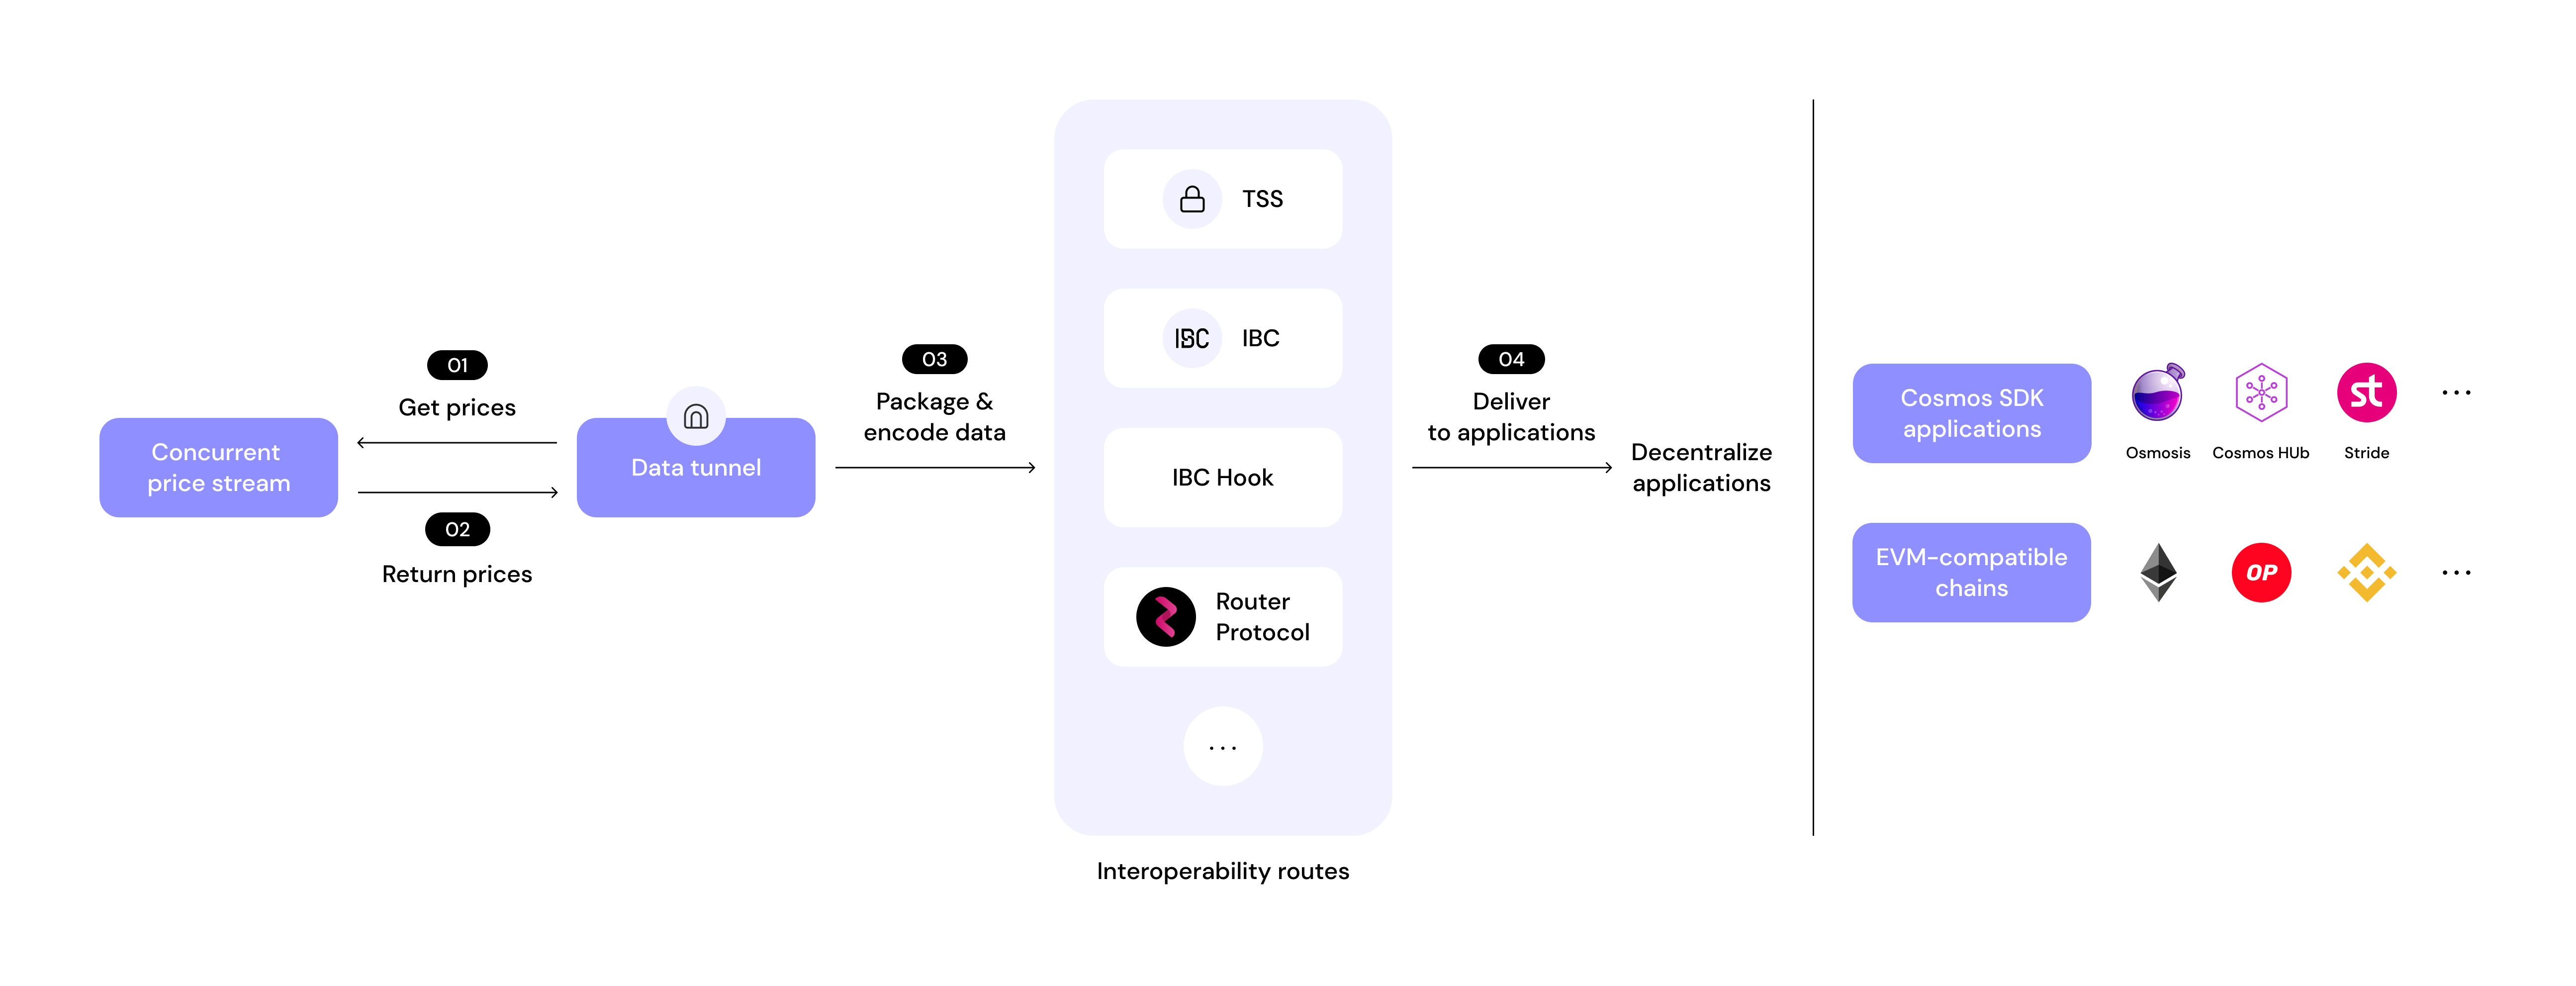 01
Get prices
Concurrent
price stream
02
Return prices
Data tunnel
03
Package &
encode data
TSS
IBC
IBC
IBC Hook
Router
Protocol
...
Interoperability routes
04
Deliver
to applications
Decentralize
applications
Cosmos SDK
applications
st
...
Osmosis
Cosmos HUb
Stride
EVM-compatible
chains
OP
...